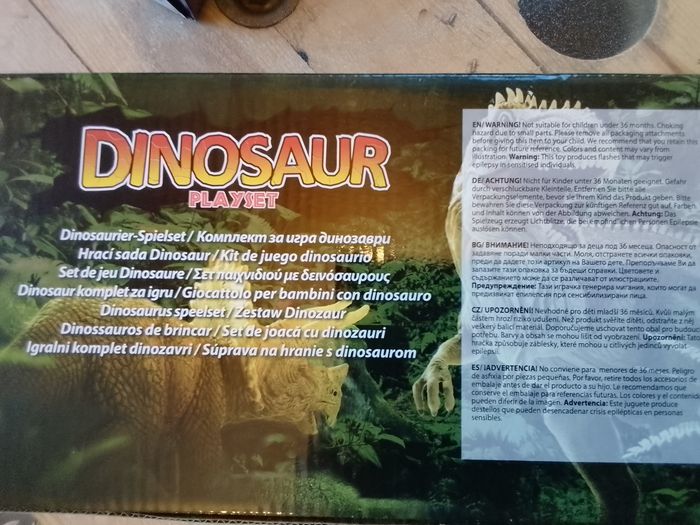 DINOSAUR
PLAYSET
Dinosaurier-Spielset / Комплект за игра динозаври
Hrací sada Dinosaur / Kit de juego dinosaurio
Set de jeu Dinosaure / Σετ παιχνιδιού με δεινόσαυρους
Dinosaur komplet za igru / Giocattolo per bambini con dinosauro
Dinosaurus speelset / Zestaw Dinozaur
Dinossauros de brincar / Set de joacă cu dinozauri
Igralni komplet dinozavri / Súprava na hranie s dinosaurom
EN/ WARNING! Not suitable for children under 36 months. Choking
hazard due to small parts. Please remove all packaging attachments
before giving this item to your child. We recommend that you retain this
packing for future reference. Colors and content may vary from
illustration. Warning: This toy produces flashes that may trigger
epilepsy in sensitised individuals.
DE/ ACHTUNG! Nicht für Kinder unter 36 Monaten geeignet. Gefahr
durch verschluckbare Kleinteile. Entfernen Sie bitte alle
Verpackungselemente, bevor sie Ihrem Kind das Produkt geben. Bitte
bewahren Sie diese Verpackung zur künftigen Referenz gut auf. Farben
und Inhalt können von der Abbildung abweichen. Achtung: Das
Spielzeug erzeugt Lichtblitze, die bei empfindlichen Personen Epilepsie
auslösen können.
BG/ ВНИМАНИЕ! Неподходящо за деца под 36 месеца. Опасност от
задавяне поради малки части. Моля, отстранете всички опаковки,
преди да дадете този артикул на Вашето дете. Препоръчваме Ви да
запазите тази опаковка за бъдещи справки. Цветовете и
съдържанието може да се различават от илюстрациите.
Предупреждение: Тази играчка генерира мигания, които могат да
предизвикат епилепсия при сенсибилизирани лица.
CZ/ UPOZORNĚNÍ! Nevhodné pro děti mladší 36 měsíců. Kvůli malým
částem hrozí riziko udušení. Než produkt svěříte dítěti, odstraňte z něj
veškerý balicí materiál. Doporučujeme uschovat tento obal pro budoucí
potřebu. Barvy a obsah se mohou lišit od vyobrazení. Upozornění: Tato
hračka způsobuje záblesky, které mohou u citlivých jedinců vyvolat
epilepsii.
ES/ ¡ADVERTENCIA! No conviene para menores de 36 meses. Peligro
de asfixia por piezas pequeñas. Por favor, retire todos los accesorios del
embalaje antes de dar el producto a su hijo. Le recomendamos que
conserve el embalaje para referencias futuras. Los colores y el contenido
pueden diferir de la imagen. Advertencia: Este juguete produce
destellos que pueden desencadenar crisis epilépticas en personas
sensibles.